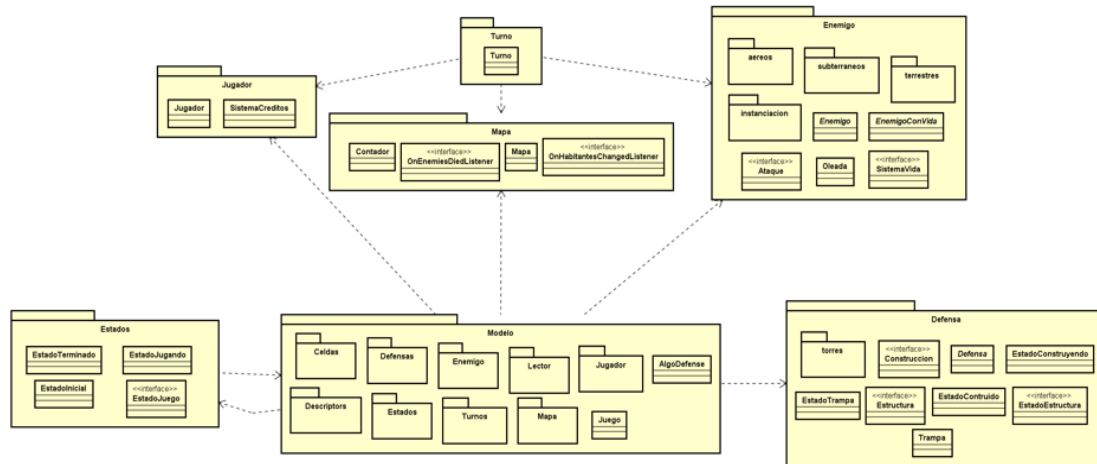 Turno
Turno
Jugador
Jugador
SistemaCreditos
Mapa
Contador
<<interface>>
OnEnemiesDiedListener
Mapa
<<interface>>
OnHabitantesChangedListener
Enemigo
aereos
subterraneos
terrestres
instanciacion
Enemigo
EnemigoConVida
<<interface>>
Ataque
Oleada
<<interface>>
SistemaVida
Estados
EstadoTerminado
EstadoJugando
EstadoInicial
<<interface>>
EstadoJuego
Modelo
Celdas
Defensas
Enemigo
Lector
Jugador
AlgoDefense
Descriptors
Estados
Turnos
Mapa
Juego
Defensa
torres
<<interface>>
Construccion
Defensa
EstadoConstruyendo
EstadoTrampa
<<interface>>
Estructura
EstadoContruido
<<interface>>
EstadoEstructura
Trampa